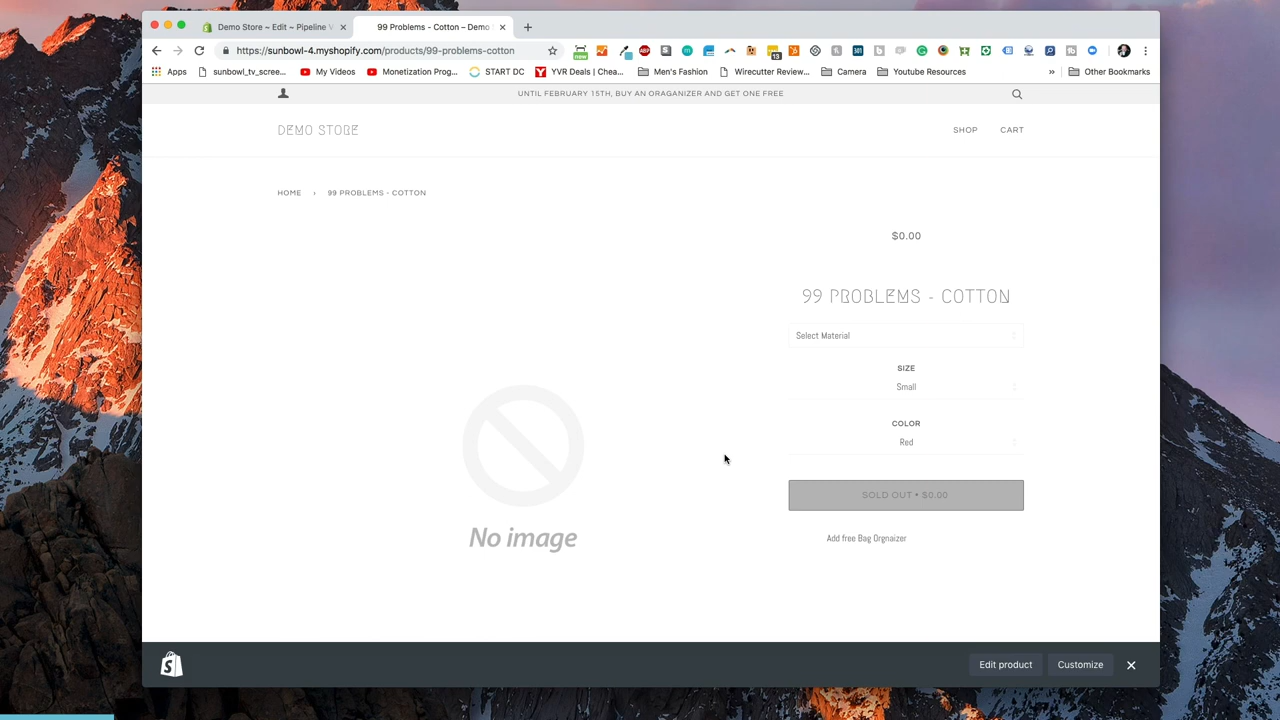 Demo Store ~ Edit ~ Pipeline V
99 Problems - Cotton – Demo S
https://sunbowl-4.myshopify.com/products/99-problems-cotton
new
ABP
13
301
Apps
sunbowl_tv_scree...
My Videos
Monetization Prog...
START DC
YVR Deals | Chea...
Men's Fashion
Wirecutter Review...
Camera
Youtube Resources
»
Other Bookmarks
UNTIL FEBRUARY 15TH, BUY AN ORAGANIZER AND GET ONE FREE
DEMO STORE
SHOP
CART
HOME › 99 PROBLEMS - COTTON
$0.00
99 PROBLEMS - COTTON
Select Material
SIZE
Small
COLOR
Red
SOLD OUT • $0.00
Add free Bag Orgnaizer
No image
Edit product
Customize